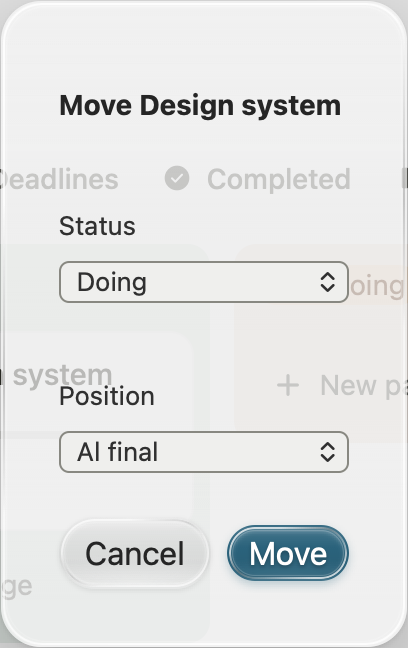 Move Design system
Deadlines
Completed
Status
Doing
oing
system
New pa
Position
Al final
Cancel
Move
ge